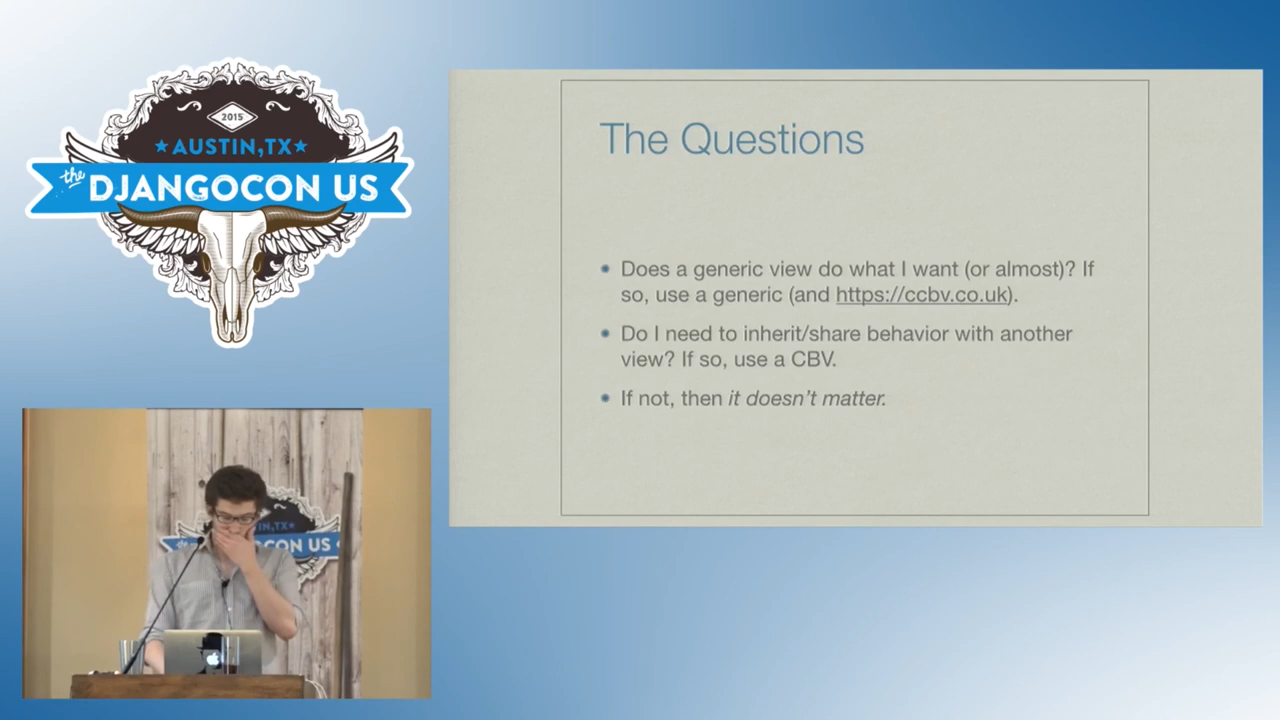 2015
AUSTIN,TX
the
DJANGOCON US
The Questions
Does a generic view do what I want (or almost)? If
so, use a generic (and https://ccbv.co.uk).
Do I need to inherit/share behavior with another
view? If so, use a CBV.
If not, then it doesn't matter.
CON US